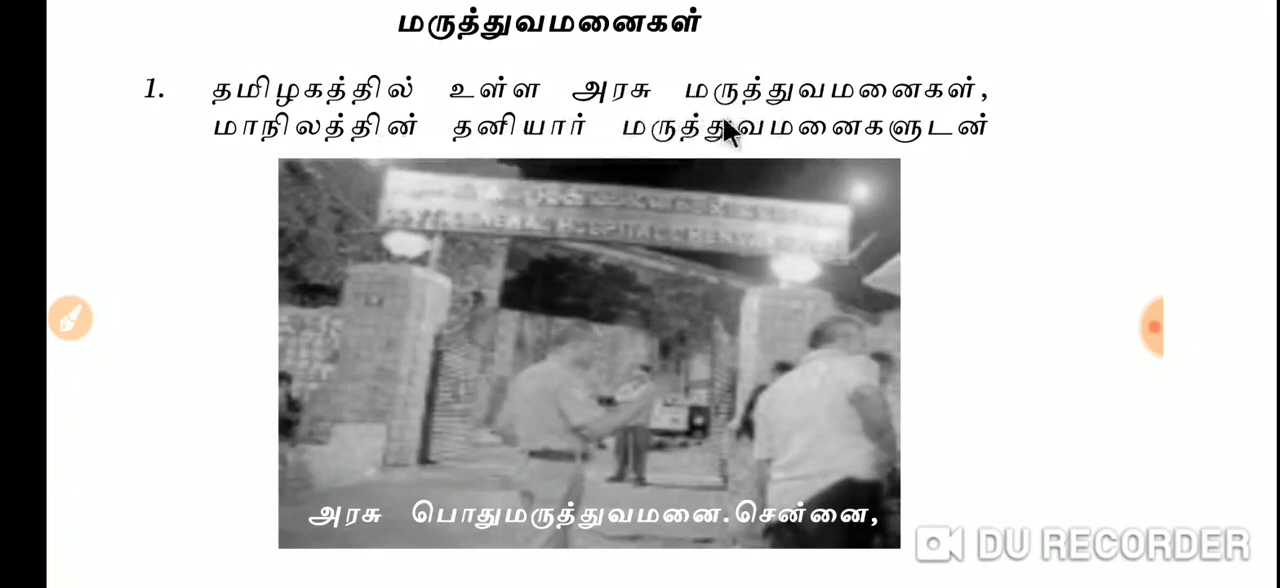 மருத்துவமனைகள்
1. தமிழகத்தில் உள்ள அரசு மருத்துவமனைகள்,
மாநிலத்தின் தனியார் மருத்துவமனைகளுடன்
HOSPITAL
அரசு பொதுமருத்துவமனை.சென்னை,
DU RECORDER